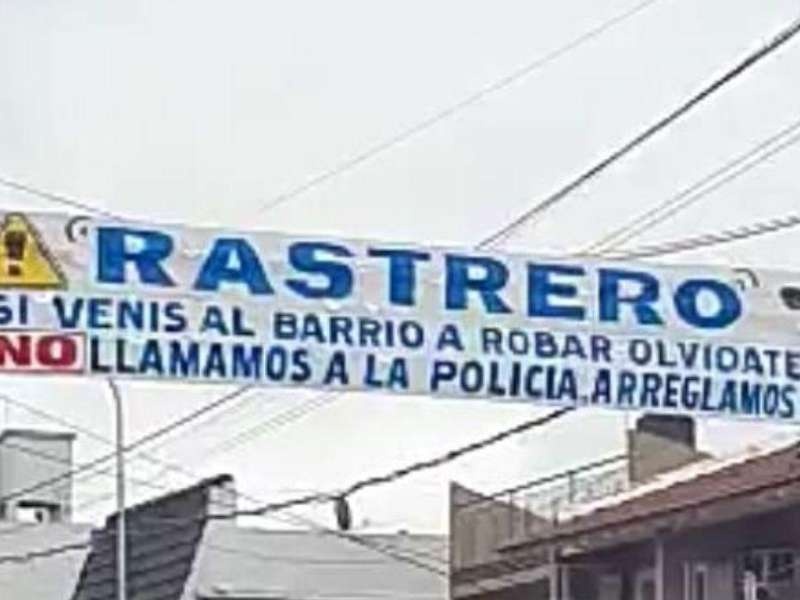 RASTRERO
SI VENIS AL BARRIO A ROBAR OLVIDATE
NO LLAMAMOS A LA POLICIA. ARREGLAMOS